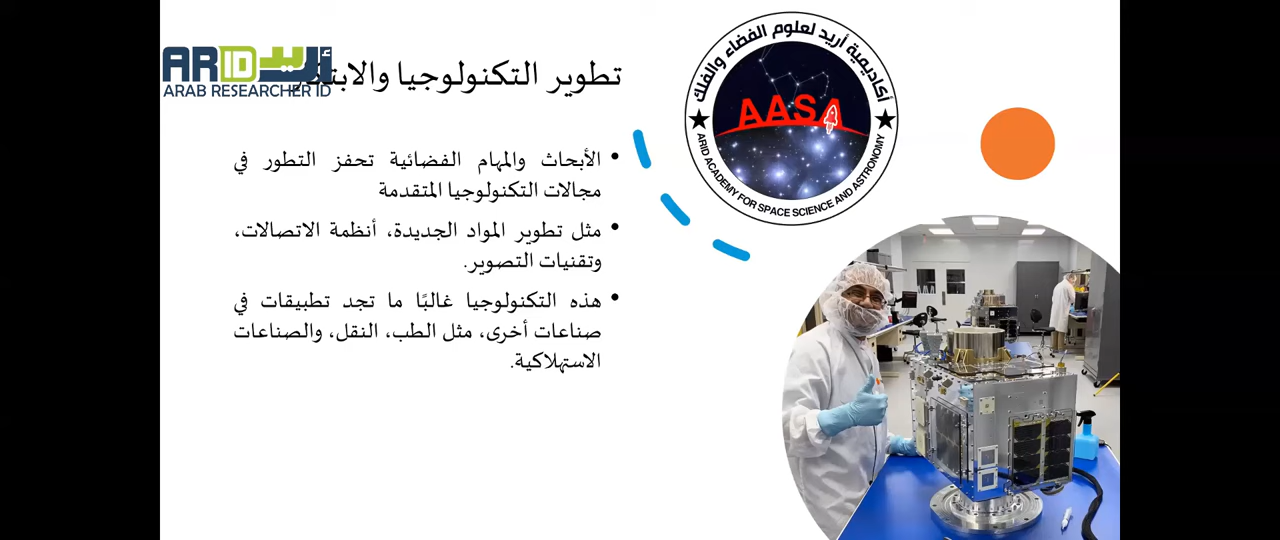 ARID أريد
ARAB RESEARCHER ID
تطوير التكنولوجيا
أكاديمية أريد لعلوم الفضاء والفلك
AASA
ARID ACADEMY FOR SPACE SCIENCE AND ASTRONOMY
• الأبحاث والمهام الفضائية تحفز التطور في
مجالات التكنولوجيا المتقدمة
• مثل تطوير المواد الجديدة، أنظمة الاتصالات،
وتقنيات التصوير.
• هذه التكنولوجيا غالبًا ما تجد تطبيقات في
صناعات أخرى، مثل الطب، النقل، والصناعات
الاستهلاكية.